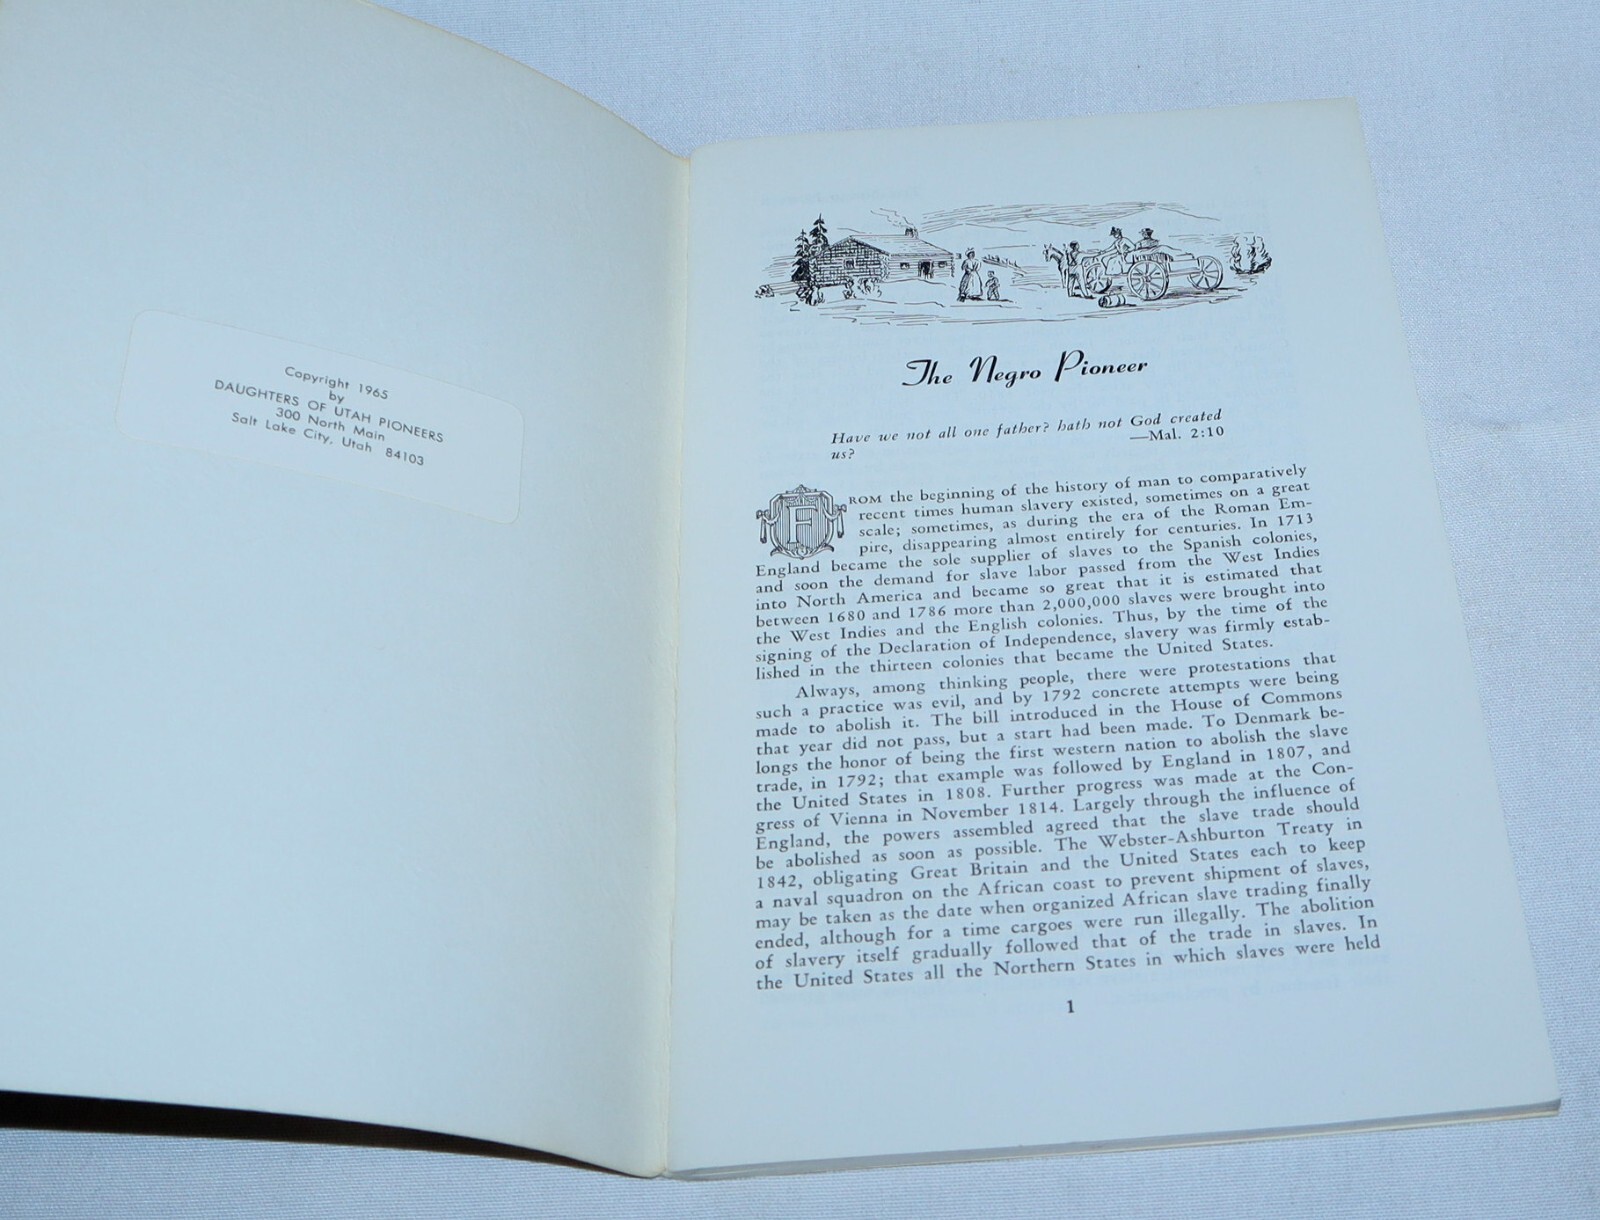 Copyright 1965
by
DAUGHTERS OF UTAH PIONEERS
300 North Main
Salt Lake City, Utah 84103
The Negro Pioneer
Have we not all one father? hath not God created
us?
—Mal. 2:10
FROM the beginning of the history of man to comparatively
recent times human slavery existed, sometimes on a great
scale; sometimes, as during the era of the Roman Em-
pire, disappearing almost entirely for centuries. In 1713
England became the sole supplier of slaves to the Spanish colonies,
and soon the demand for slave labor passed from the West Indies
into North America and became so great that it is estimated that
between 1680 and 1786 more than 2,000,000 slaves were brought into
the West Indies and the English colonies. Thus, by the time of the
signing of the Declaration of Independence, slavery was firmly estab-
lished in the thirteen colonies that became the United States.
Always, among thinking people, there were protestations that
such a practice was evil, and by 1792 concrete attempts were being
made to abolish it. The bill introduced in the House of Commons
that year did not pass, but a start had been made. To Denmark be-
longs the honor of being the first western nation to abolish the slave
trade, in 1792; that example was followed by England in 1807, and
the United States in 1808. Further progress was made at the Con-
gress of Vienna in November 1814. Largely through the influence of
England, the powers assembled agreed that the slave trade should
be abolished as soon as possible. The Webster-Ashburton Treaty in
1842, obligating Great Britain and the United States each to keep
a naval squadron on the African coast to prevent shipment of slaves,
may be taken as the date when organized African slave trading finally
ended, although for a time cargoes were run illegally. The abolition
of slavery itself gradually followed that of the trade in slaves. In
the United States all the Northern States in which slaves were held
1